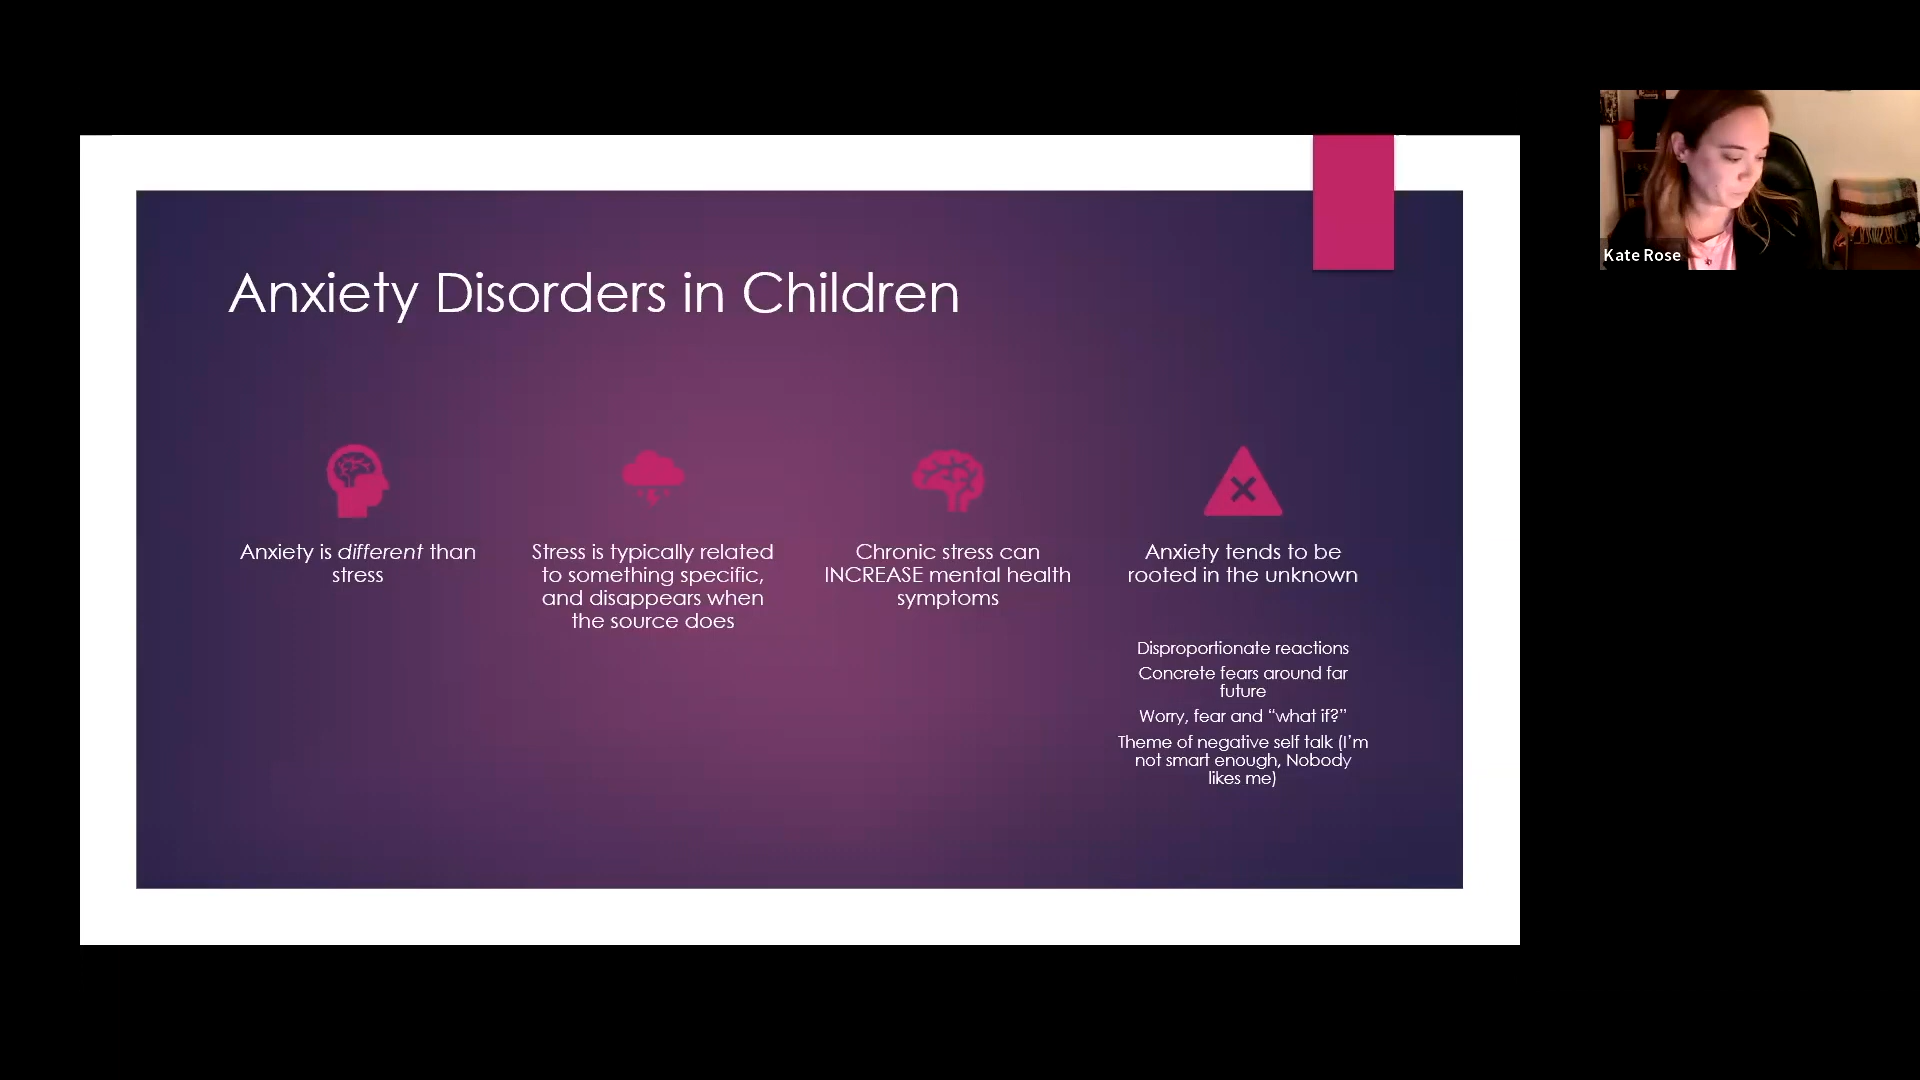 Anxiety Disorders in Children
Anxiety is different than
stress
Stress is typically related
to something specific,
and disappears when
the source does
Chronic stress can
INCREASE mental health
symptoms
Anxiety tends to be
rooted in the unknown
Disproportionate reactions
Concrete fears around far
future
Worry, fear and “what if?”
Theme of negative self talk (I’m
not smart enough, Nobody
likes me)
Kate Rose